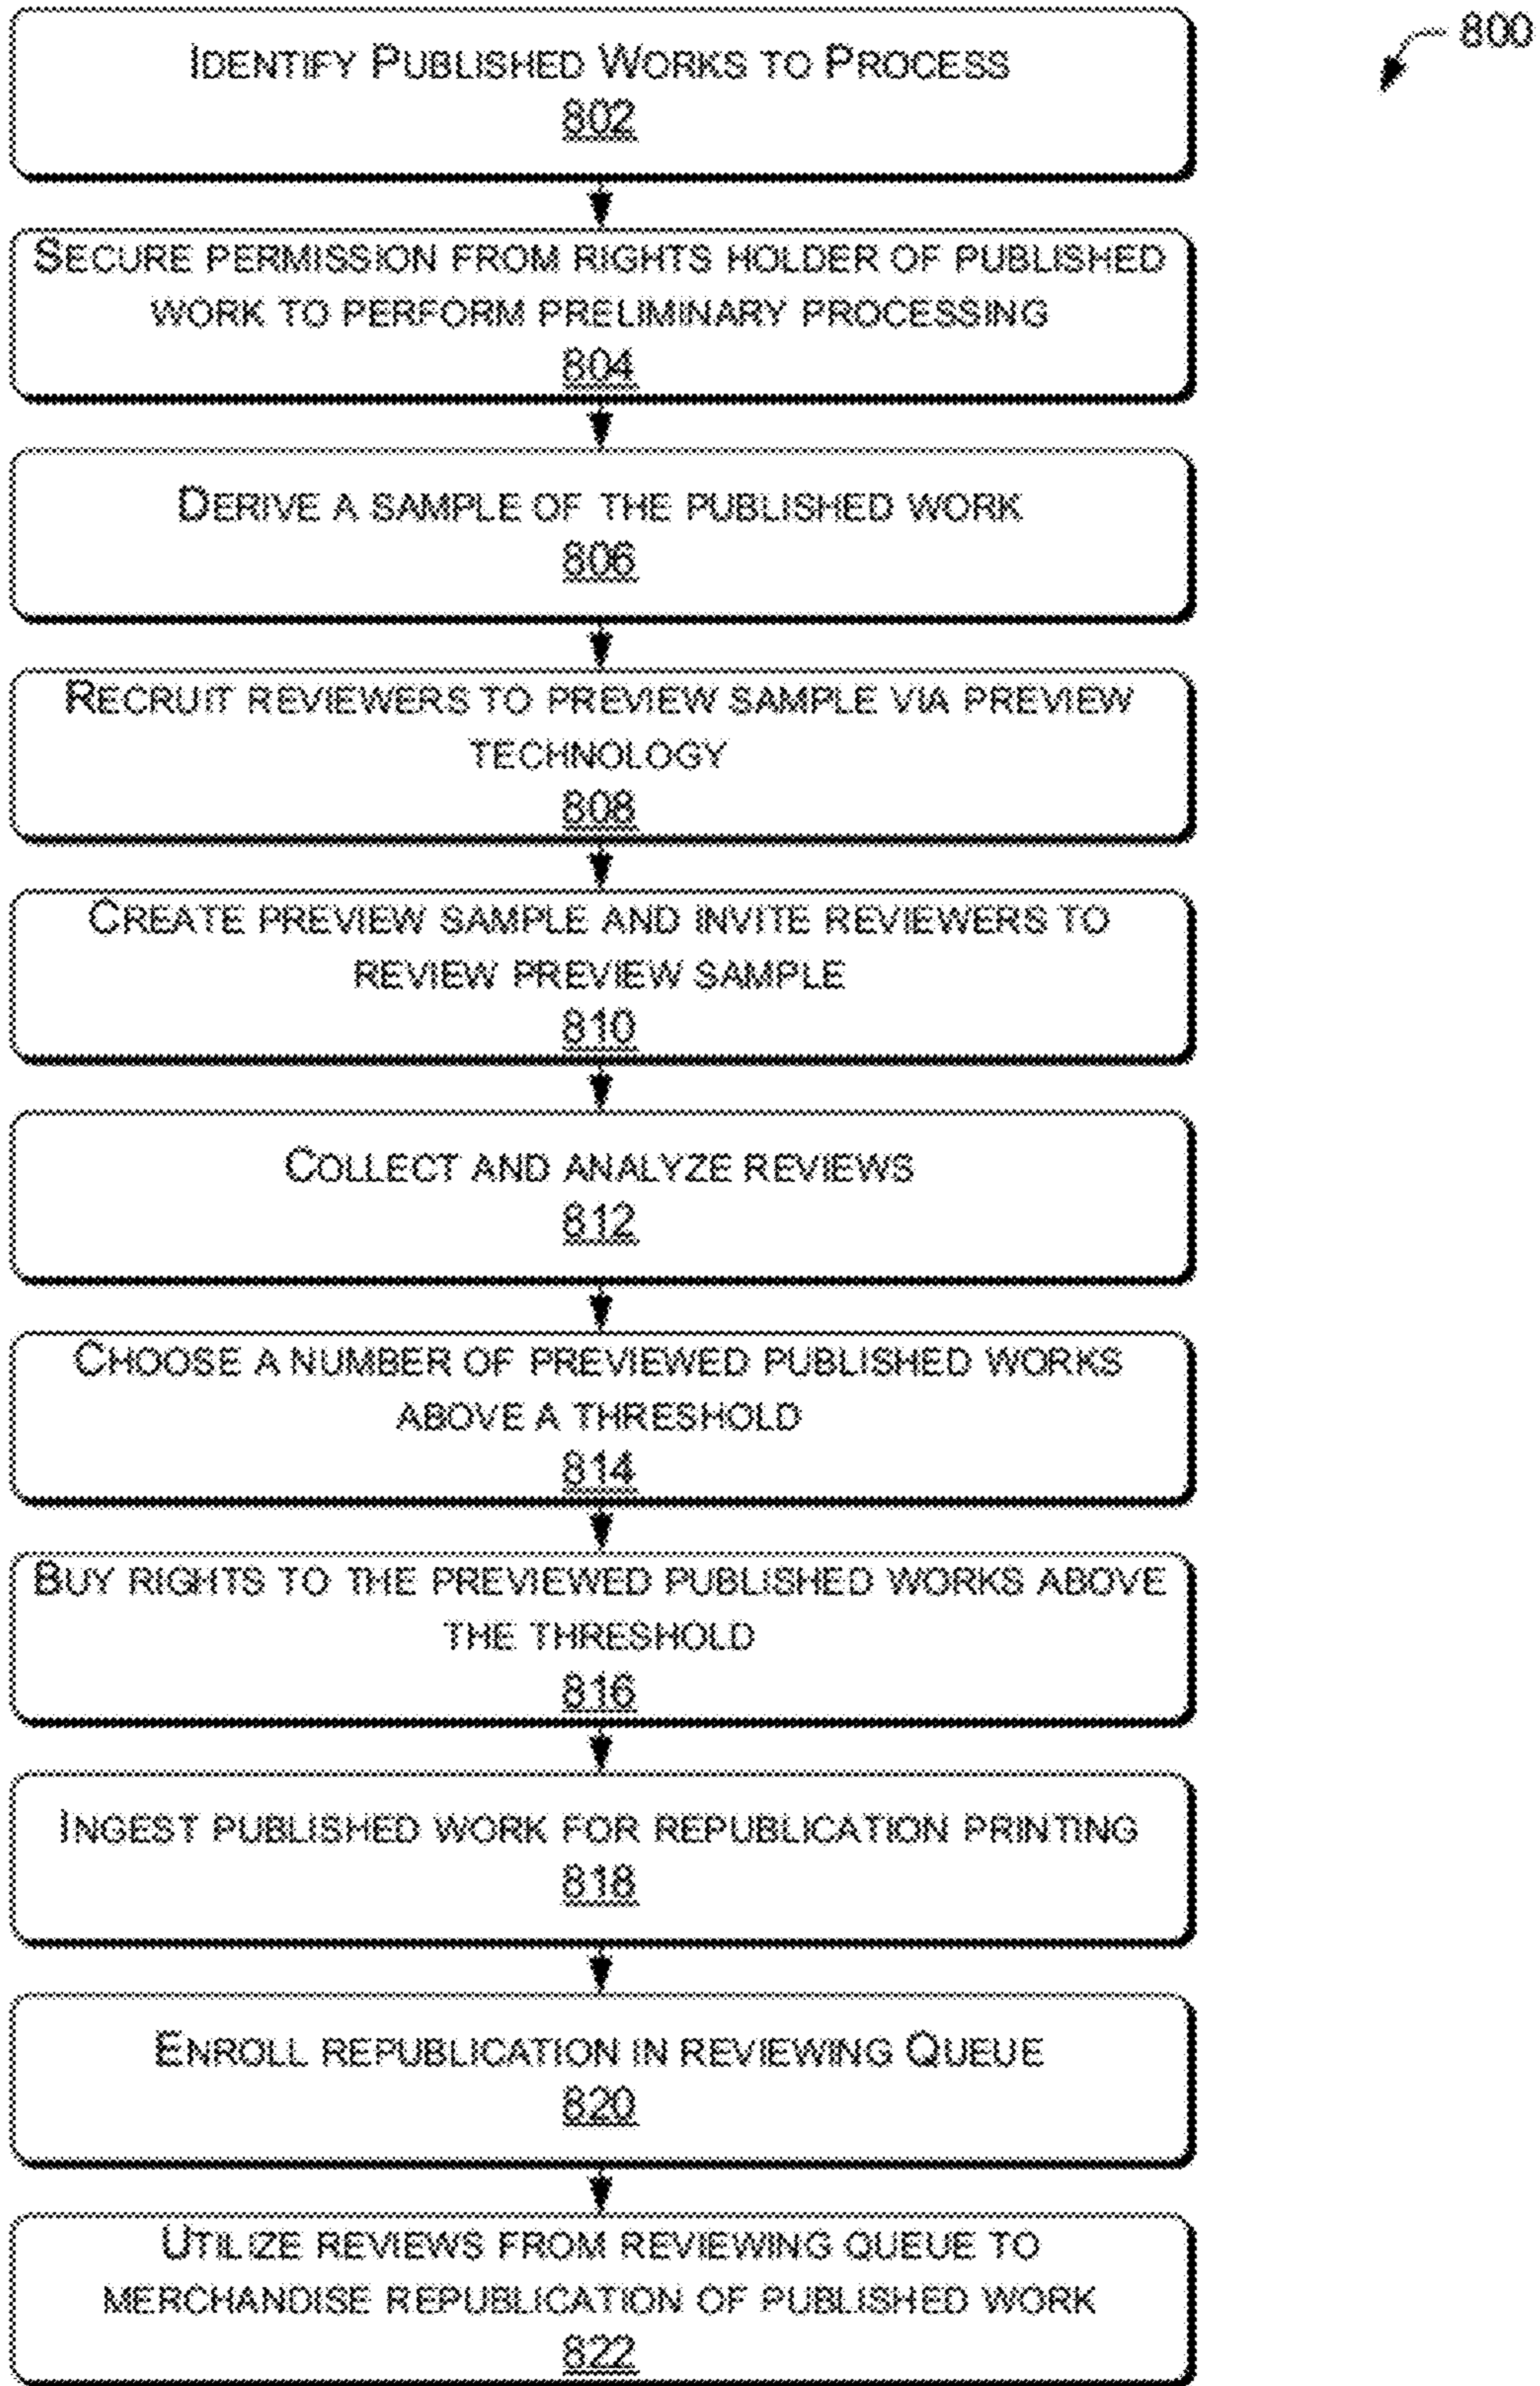 IDENTIFY PUBLISHED WORKS TO PROCESS
802
800
SECURE PERMISSION FROM RIGHTS HOLDER OF PUBLISHED
WORK TO PERFORM PRELIMINARY PROCESSING
804
DERIVE A SAMPLE OF THE PUBLISHED WORK
806
RECRUIT REVIEWERS TO PREVIEW SAMPLE VIA PREVIEW
TECHNOLOGY
808
CREATE PREVIEW SAMPLE AND INVITE REVIEWERS TO
REVIEW PREVIEW SAMPLE
810
COLLECT AND ANALYZE REVIEWS
812
CHOOSE A NUMBER OF PREVIEWED PUBLISHED WORKS
ABOVE A THRESHOLD
814
BUY RIGHTS TO THE PREVIEWED PUBLISHED WORKS ABOVE
THE THRESHOLD
816
INGEST PUBLISHED WORK FOR REPUBLICATION PRINTING
818
ENROLL REPUBLICATION IN REVIEWING QUEUE
820
UTILIZE REVIEWS FROM REVIEWING QUEUE TO
MERCHANDISE REPUBLICATION OF PUBLISHED WORK
822